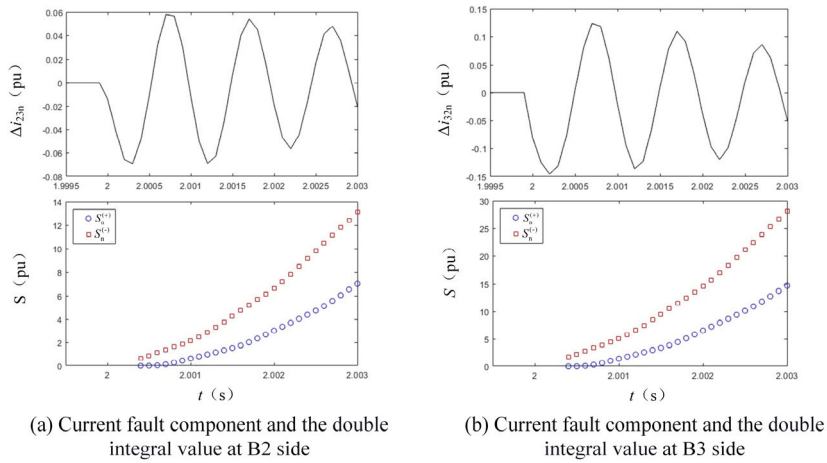 0.06
0.04
0.02
0
-0.02
-0.04
-0.06
-0.08
Δi23n (pu)
1.9995 2 2.0005 2.001 2.0015 2.002 2.0025 2.003
14
12
10
8
6
4
2
0
S (pu)
Sn(+)
Sn(-)
2 2.001 2.002 2.003
t (s)
(a) Current fault component and the double
integral value at B2 side
0.15
0.1
0.05
0
-0.05
-0.1
-0.15
Δi32n (pu)
1.9995 2 2.0005 2.001 2.0015 2.002 2.0025 2.003
30
25
20
15
10
5
0
S (pu)
Sn(+)
Sn(-)
2 2.001 2.002 2.003
t (s)
(b) Current fault component and the double
integral value at B3 side